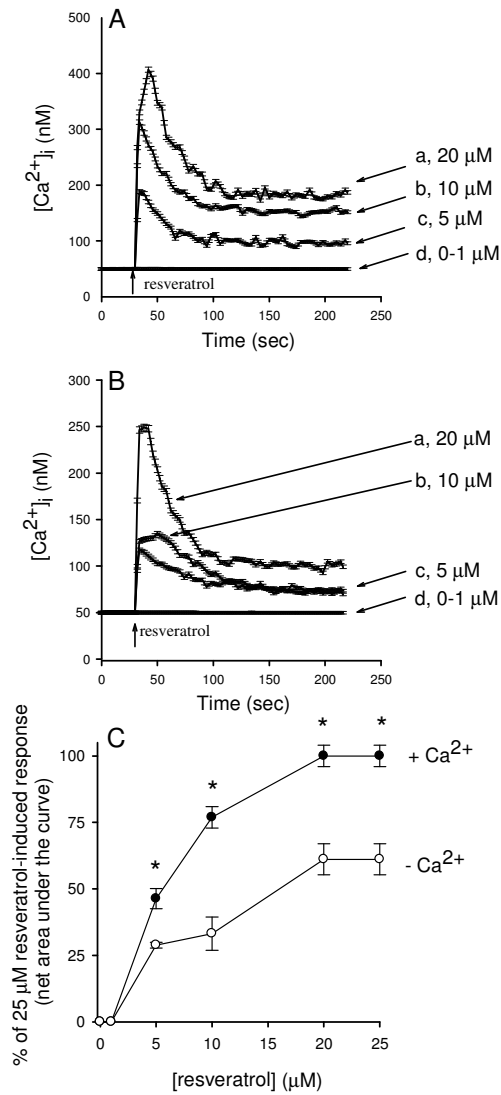 A
500
400
300
200
100
0
[Ca2+]i (nM)
a, 20 μM
b, 10 μM
c, 5 μM
d, 0-1 μM
resveratrol
0 50 100 150 200 250
Time (sec)
B
300
250
200
150
100
50
0
[Ca2+]i (nM)
a, 20 μM
b, 10 μM
c, 5 μM
d, 0-1 μM
resveratrol
0 50 100 150 200 250
Time (sec)
C
% of 25 μM resveratrol-induced response
(net area under the curve)
100
75
50
25
0
* * * *
+ Ca2+
- Ca2+
0 5 10 15 20 25
[resveratrol] (μM)